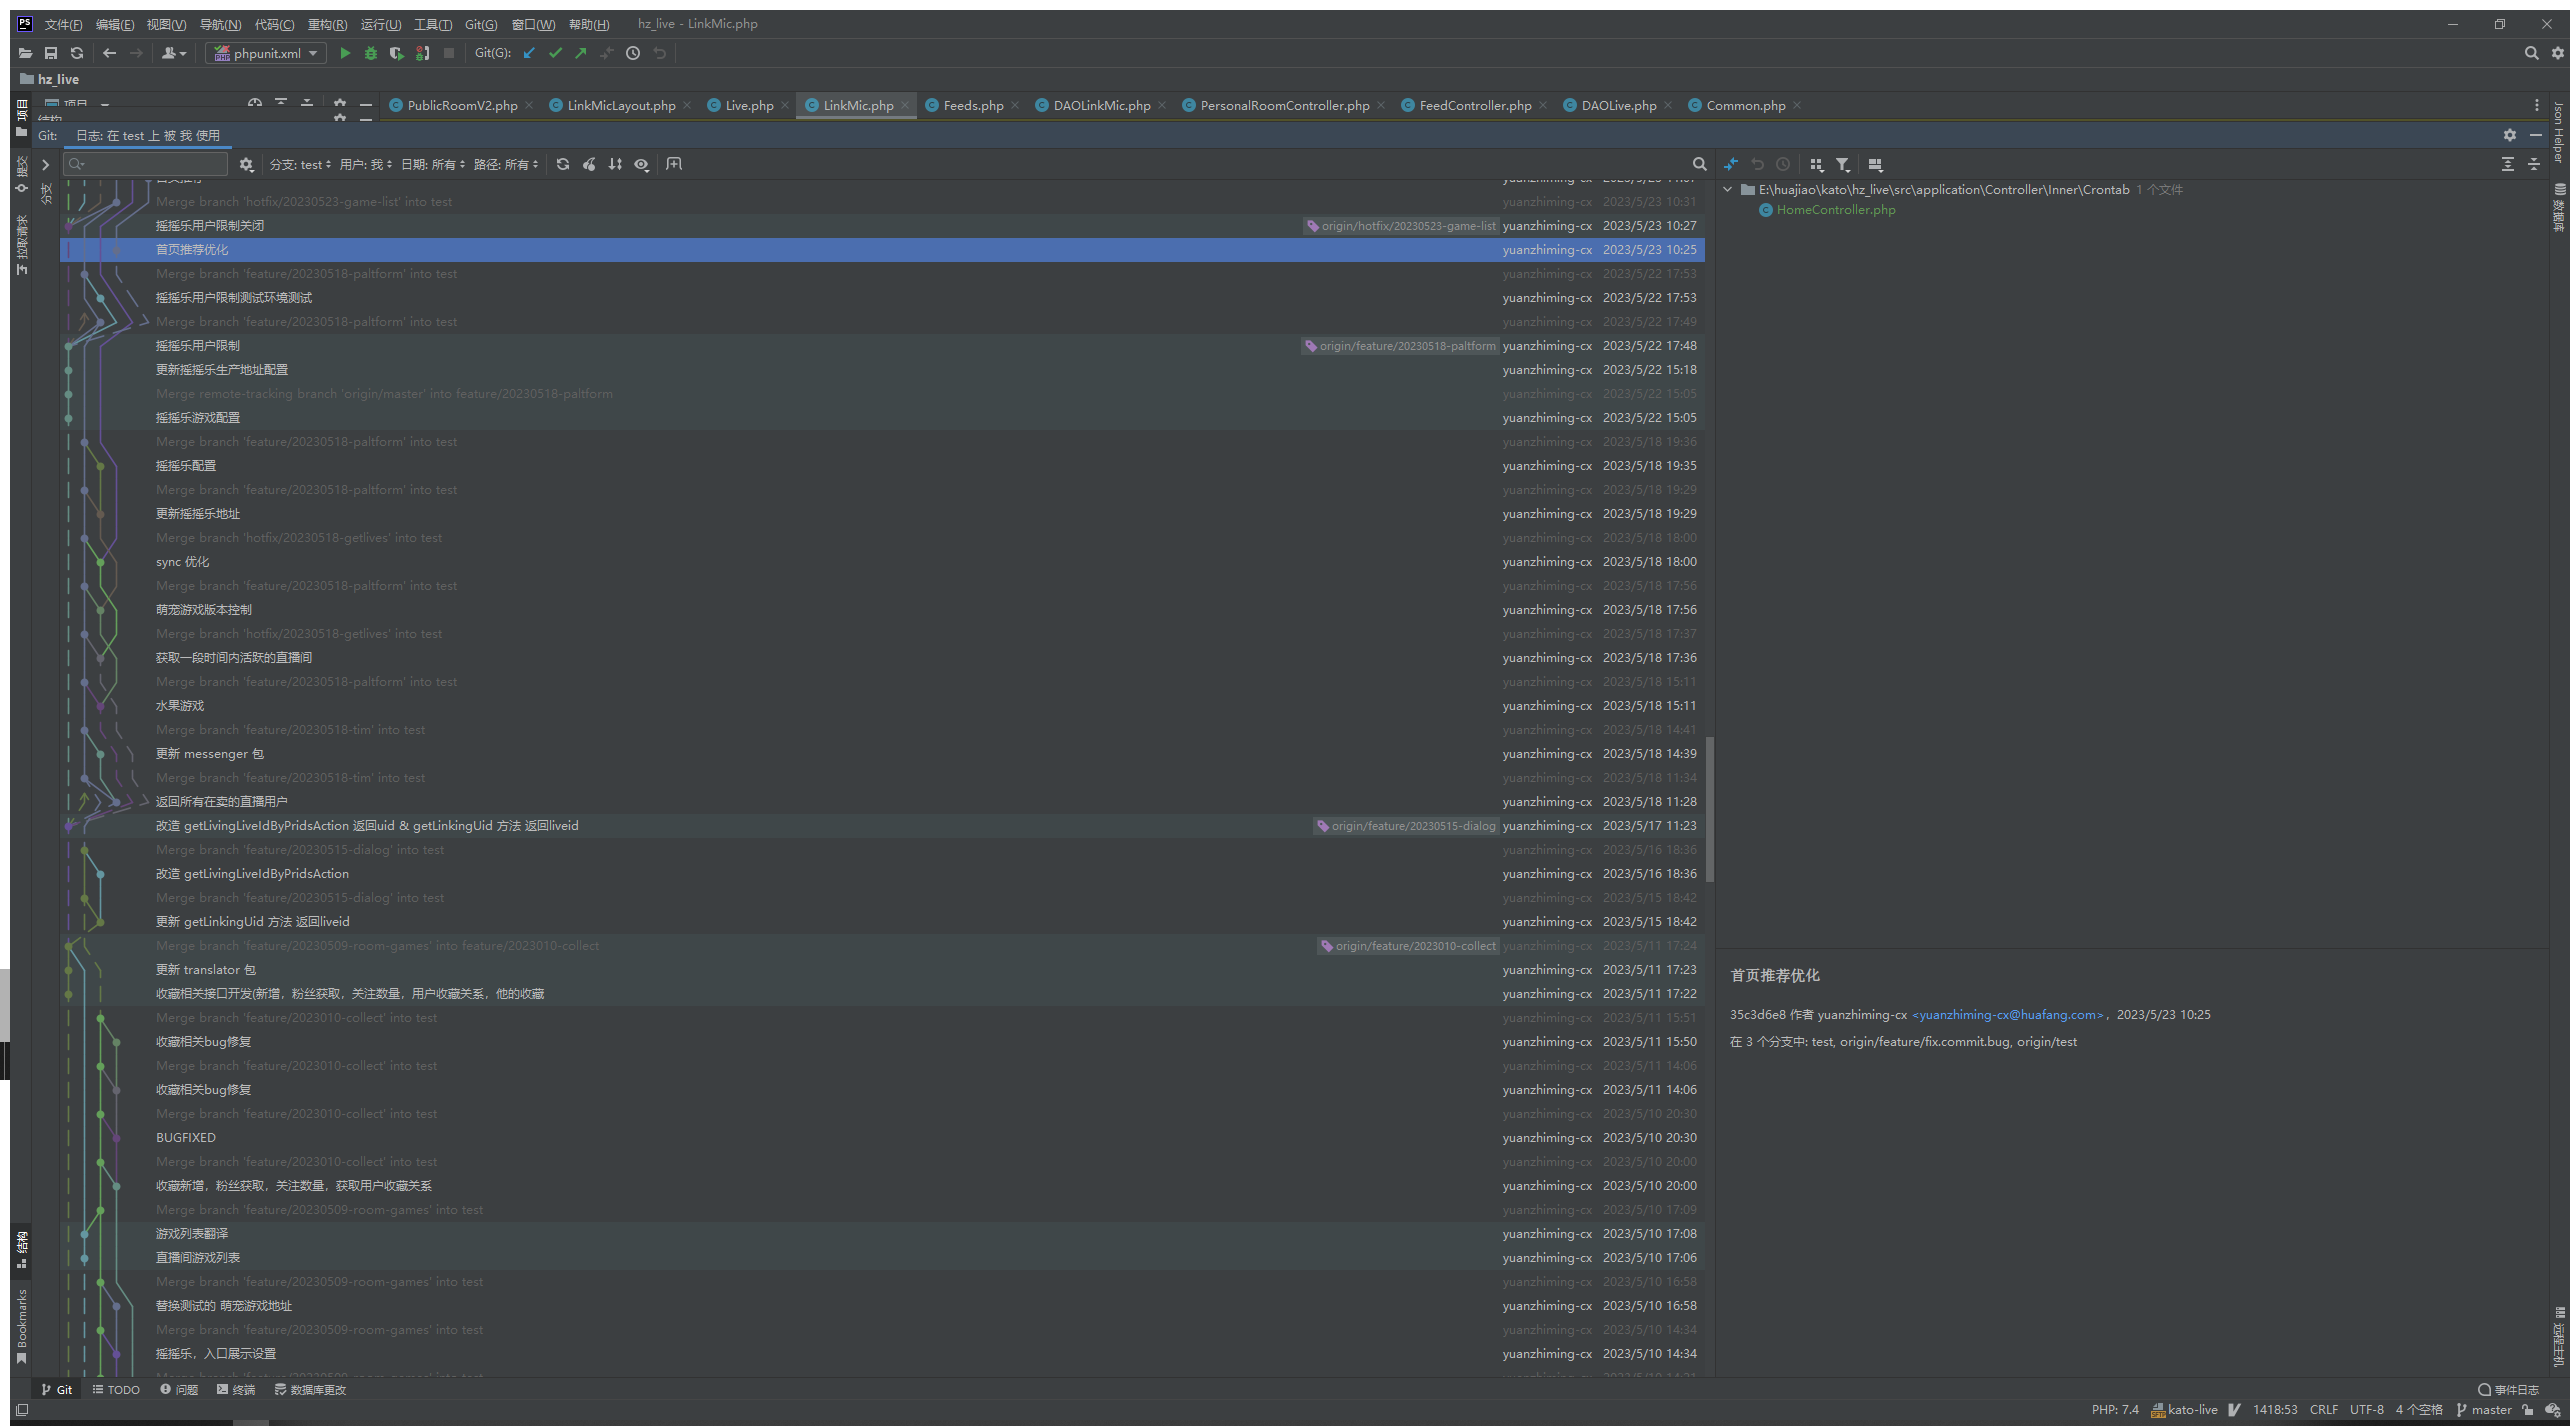 文件(F) 编辑(E) 视图(V) 导航(N) 代码(C) 重构(R) 运行(U) 工具(T) Git(G) 窗口(W) 帮助(H) hz_live - LinkMic.php
phpunit.xml Git(G):
hz_live
项目 PublicRoomV2.php LinkMicLayout.php Live.php LinkMic.php Feeds.php DAOLinkMic.php PersonalRoomController.php FeedController.php DAOLive.php Common.php
Git: 日志: 在 test 上 被 我 使用
分支: test 用户: 我 日期: 所有 路径: 所有
Merge branch 'hotfix/20230523-game-list' into test yuanzhiming-cx 2023/5/23 10:31
摇摇乐用户限制关闭 origin/hotfix/20230523-game-list yuanzhiming-cx 2023/5/23 10:27
首页推荐优化 yuanzhiming-cx 2023/5/23 10:25
Merge branch 'feature/20230518-paltform' into test yuanzhiming-cx 2023/5/22 17:53
摇摇乐用户限制测试环境测试 yuanzhiming-cx 2023/5/22 17:53
Merge branch 'feature/20230518-paltform' into test yuanzhiming-cx 2023/5/22 17:49
摇摇乐用户限制 origin/feature/20230518-paltform yuanzhiming-cx 2023/5/22 17:48
更新摇摇乐生产地址配置 yuanzhiming-cx 2023/5/22 15:18
Merge remote-tracking branch 'origin/master' into feature/20230518-paltform yuanzhiming-cx 2023/5/22 15:05
摇摇乐游戏配置 yuanzhiming-cx 2023/5/22 15:05
Merge branch 'feature/20230518-paltform' into test yuanzhiming-cx 2023/5/18 19:36
摇摇乐配置 yuanzhiming-cx 2023/5/18 19:35
Merge branch 'feature/20230518-paltform' into test yuanzhiming-cx 2023/5/18 19:29
更新摇摇乐地址 yuanzhiming-cx 2023/5/18 19:29
Merge branch 'hotfix/20230518-getlives' into test yuanzhiming-cx 2023/5/18 18:00
sync 优化 yuanzhiming-cx 2023/5/18 18:00
Merge branch 'feature/20230518-paltform' into test yuanzhiming-cx 2023/5/18 17:56
萌宠游戏版本控制 yuanzhiming-cx 2023/5/18 17:56
Merge branch 'hotfix/20230518-getlives' into test yuanzhiming-cx 2023/5/18 17:37
获取一段时间内活跃的直播间 yuanzhiming-cx 2023/5/18 17:36
Merge branch 'feature/20230518-paltform' into test yuanzhiming-cx 2023/5/18 15:11
水果游戏 yuanzhiming-cx 2023/5/18 15:11
Merge branch 'feature/20230518-tim' into test yuanzhiming-cx 2023/5/18 14:41
更新 messenger 包 yuanzhiming-cx 2023/5/18 14:39
Merge branch 'feature/20230518-tim' into test yuanzhiming-cx 2023/5/18 11:34
返回所有在卖的直播用户 yuanzhiming-cx 2023/5/18 11:28
改造 getLivingLiveIdByPridsAction 返回uid & getLinkingUid 方法 返回liveid origin/feature/20230515-dialog yuanzhiming-cx 2023/5/17 11:23
Merge branch 'feature/20230515-dialog' into test yuanzhiming-cx 2023/5/16 18:36
改造 getLivingLiveIdByPridsAction yuanzhiming-cx 2023/5/16 18:36
Merge branch 'feature/20230515-dialog' into test yuanzhiming-cx 2023/5/15 18:42
更新 getLinkingUid 方法 返回liveid yuanzhiming-cx 2023/5/15 18:42
Merge branch 'feature/20230509-room-games' into feature/2023010-collect origin/feature/2023010-collect yuanzhiming-cx 2023/5/11 17:24
更新 translator 包 yuanzhiming-cx 2023/5/11 17:23
收藏相关接口开发(新增，粉丝获取，关注数量，用户收藏关系，他的收藏 yuanzhiming-cx 2023/5/11 17:22
Merge branch 'feature/2023010-collect' into test yuanzhiming-cx 2023/5/11 15:51
收藏相关bug修复 yuanzhiming-cx 2023/5/11 15:50
Merge branch 'feature/2023010-collect' into test yuanzhiming-cx 2023/5/11 14:06
收藏相关bug修复 yuanzhiming-cx 2023/5/11 14:06
Merge branch 'feature/2023010-collect' into test yuanzhiming-cx 2023/5/10 20:30
BUGFIXED yuanzhiming-cx 2023/5/10 20:30
Merge branch 'feature/2023010-collect' into test yuanzhiming-cx 2023/5/10 20:00
收藏新增，粉丝获取，关注数量，获取用户收藏关系 yuanzhiming-cx 2023/5/10 20:00
Merge branch 'feature/20230509-room-games' into test yuanzhiming-cx 2023/5/10 17:09
游戏列表翻译 yuanzhiming-cx 2023/5/10 17:08
直播间游戏列表 yuanzhiming-cx 2023/5/10 17:06
Merge branch 'feature/20230509-room-games' into test yuanzhiming-cx 2023/5/10 16:58
替换测试的 萌宠游戏地址 yuanzhiming-cx 2023/5/10 16:58
Merge branch 'feature/20230509-room-games' into test yuanzhiming-cx 2023/5/10 14:34
摇摇乐，入口展示设置 yuanzhiming-cx 2023/5/10 14:34
E:\huajiao\kato\hz_live\src\application\Controller\Inner\Crontab 1 个文件
HomeController.php
首页推荐优化
35c3d6e8 作者 yuanzhiming-cx <yuanzhiming-cx@huafang.com>，2023/5/23 10:25
在 3 个分支中: test, origin/feature/fix.commit.bug, origin/test
项目
提交
拉取请求
分支
结构
Bookmarks
Json Helper
数据库
远程主机
Git TODO 问题 终端 数据库更改 事件日志
PHP: 7.4 kato-live 1418:53 CRLF UTF-8 4 个空格 master